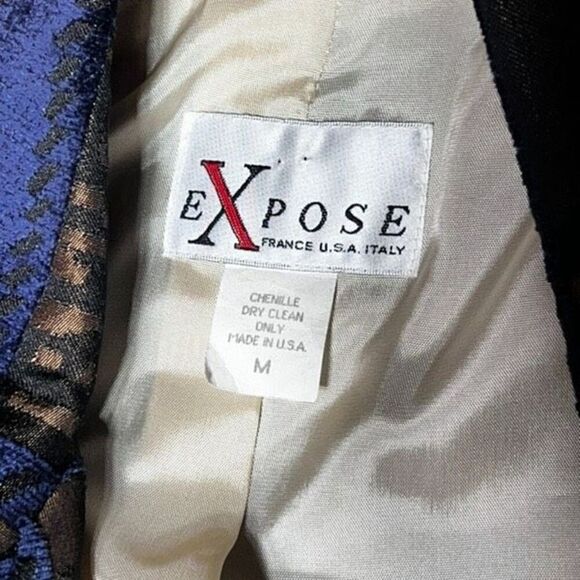 EXPOSE
FRANCE U.S.A. ITALY
CHENILLE
DRY CLEAN
ONLY
MADE IN U.S.A.
M